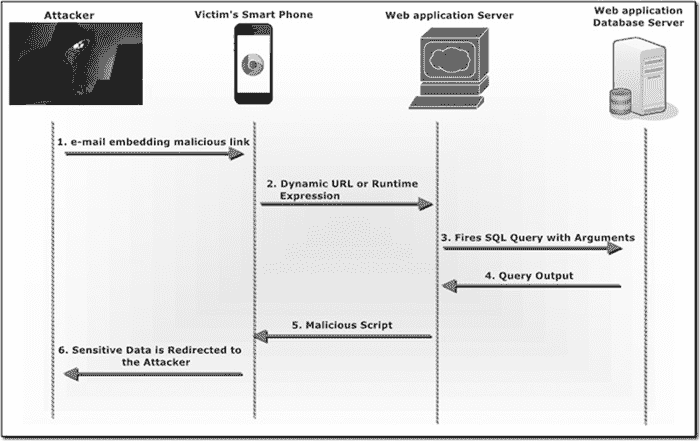 Attacker
Victim's Smart Phone
Web application Server
Web application
Database Server
1. e-mail embedding malicious link
2. Dynamic URL or Runtime
Expression
3. Fires SQL Query with Arguments
4. Query Output
5. Malicious Script
6. Sensitive Data is Redirected to
the Attacker